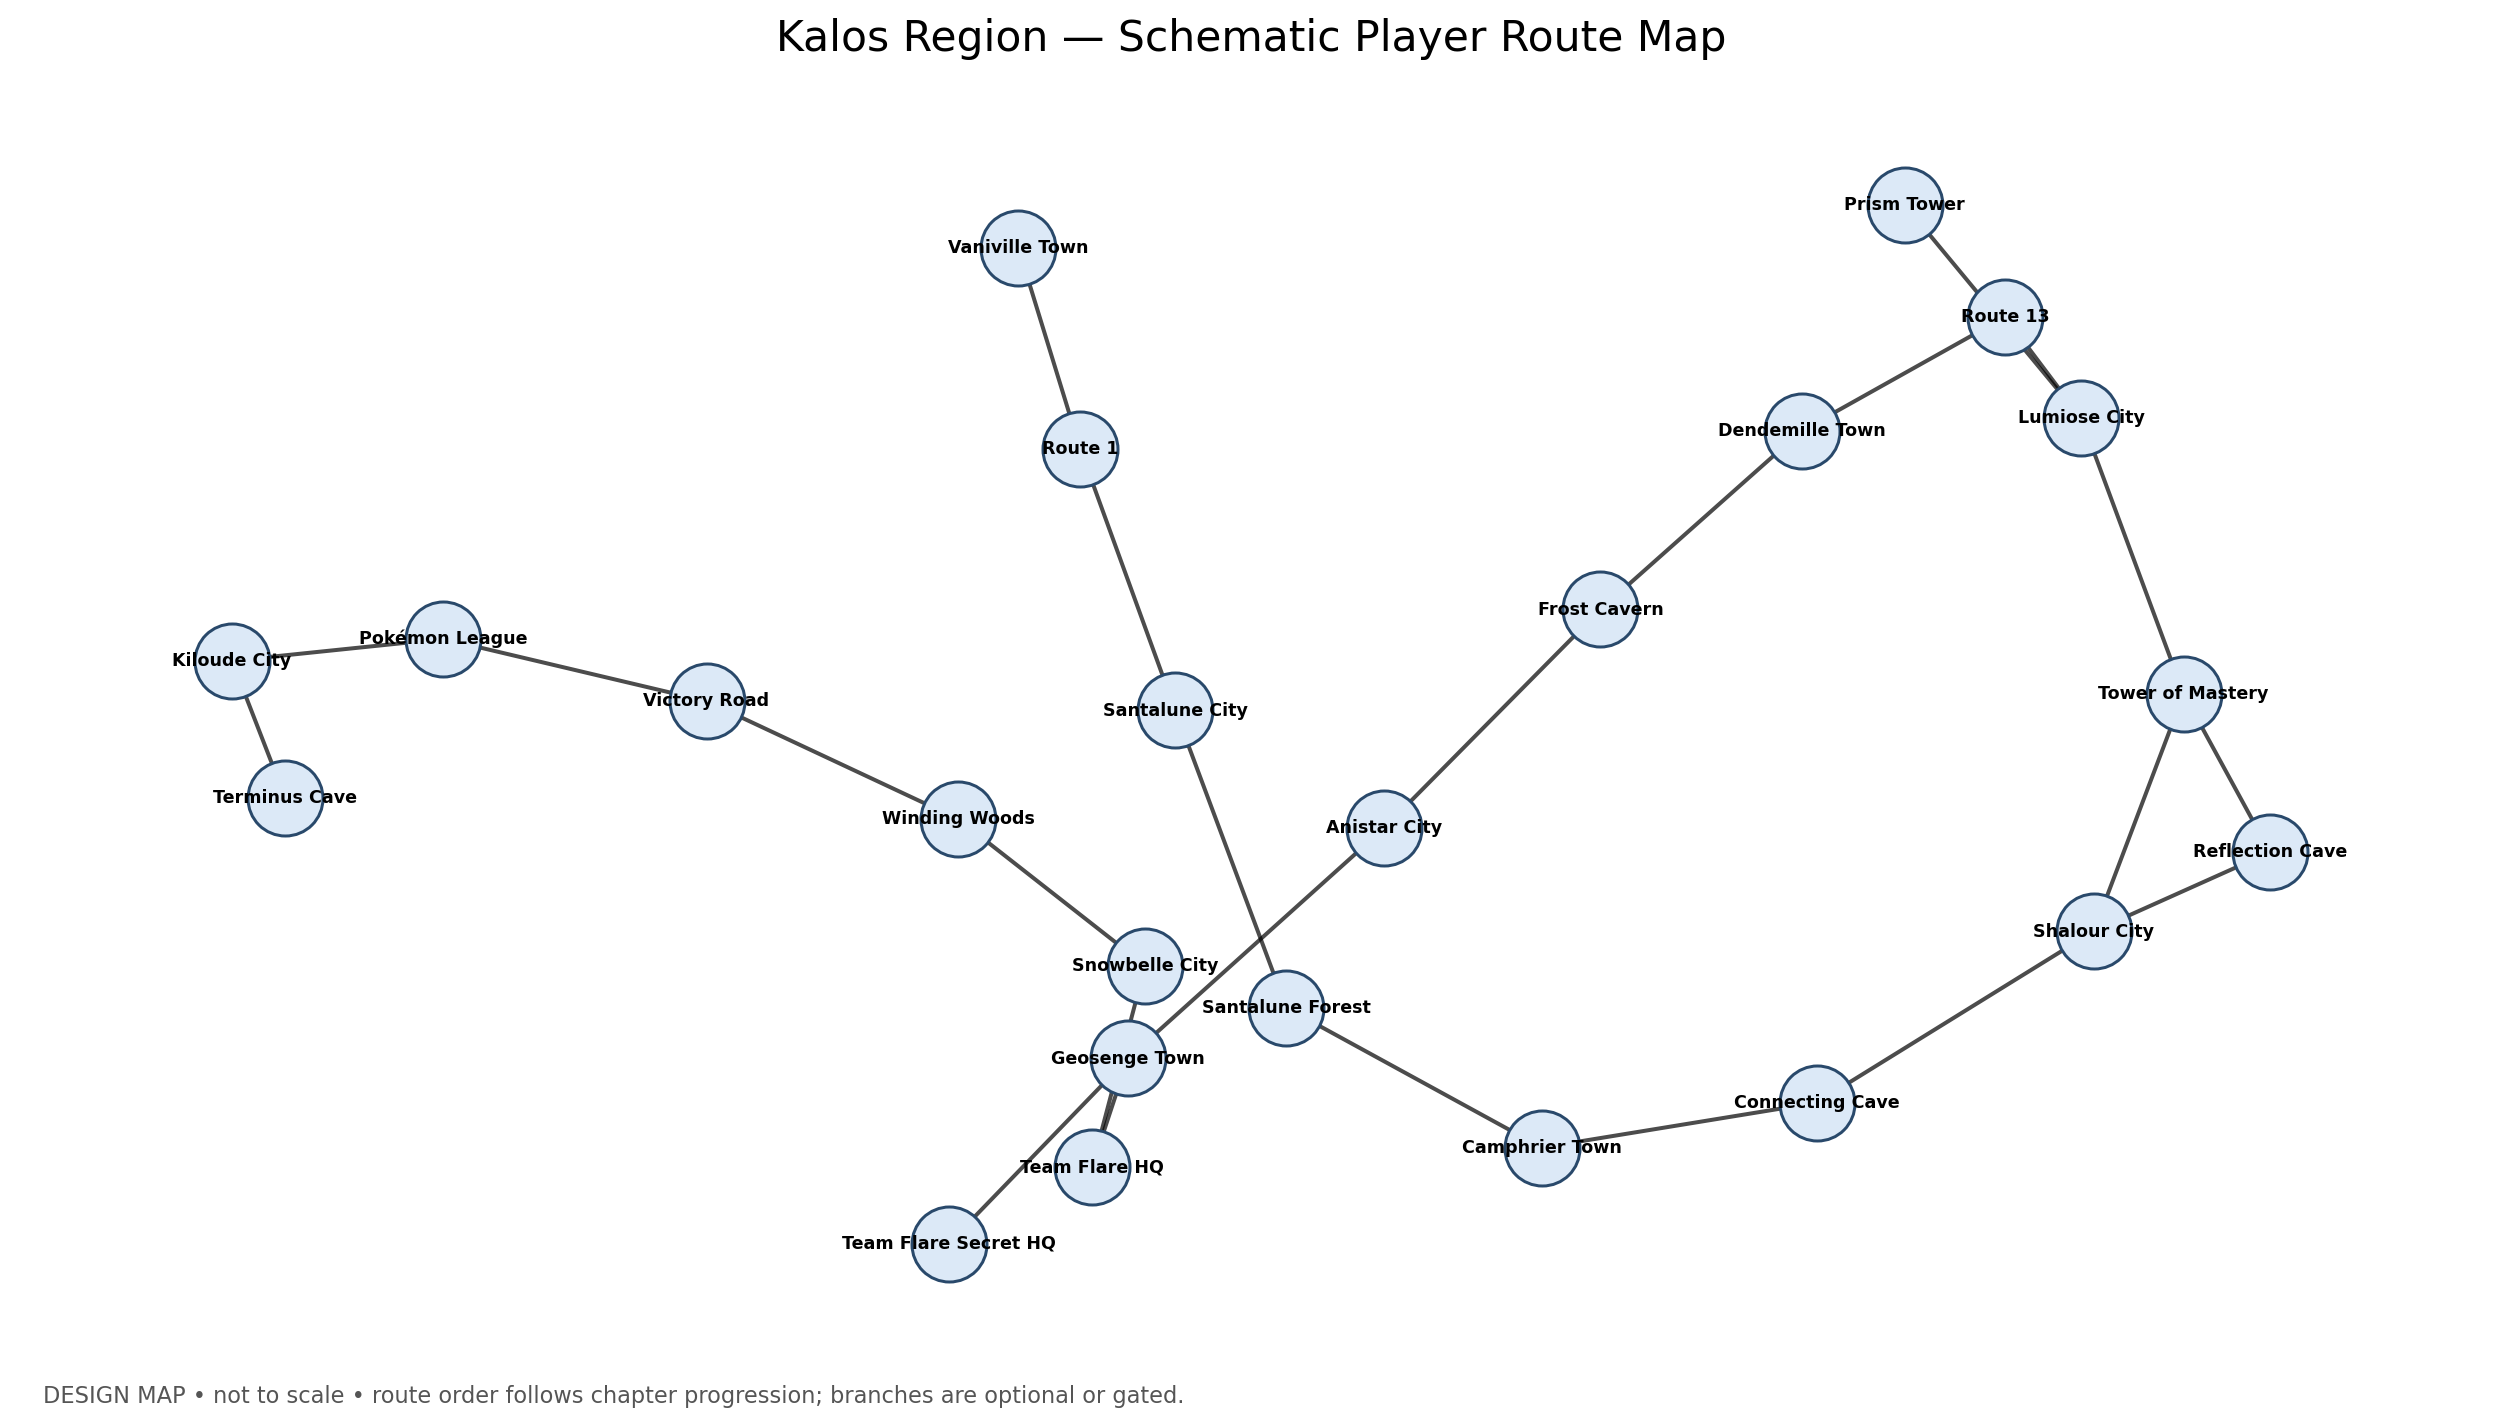 Kalos Region — Schematic Player Route Map
Prism Tower
Vaniville Town
Route 13
Lumiose City
Dendemille Town
Route 1
Frost Cavern
Pokémon League
Kiloude City
Tower of Mastery
Victory Road
Santalune City
Terminus Cave
Winding Woods
Anistar City
Reflection Cave
Shalour City
Snowbelle City
Santalune Forest
Geosenge Town
Connecting Cave
Camphrier Town
Team Flare HQ
Team Flare Secret HQ
DESIGN MAP • not to scale • route order follows chapter progression; branches are optional or gated.